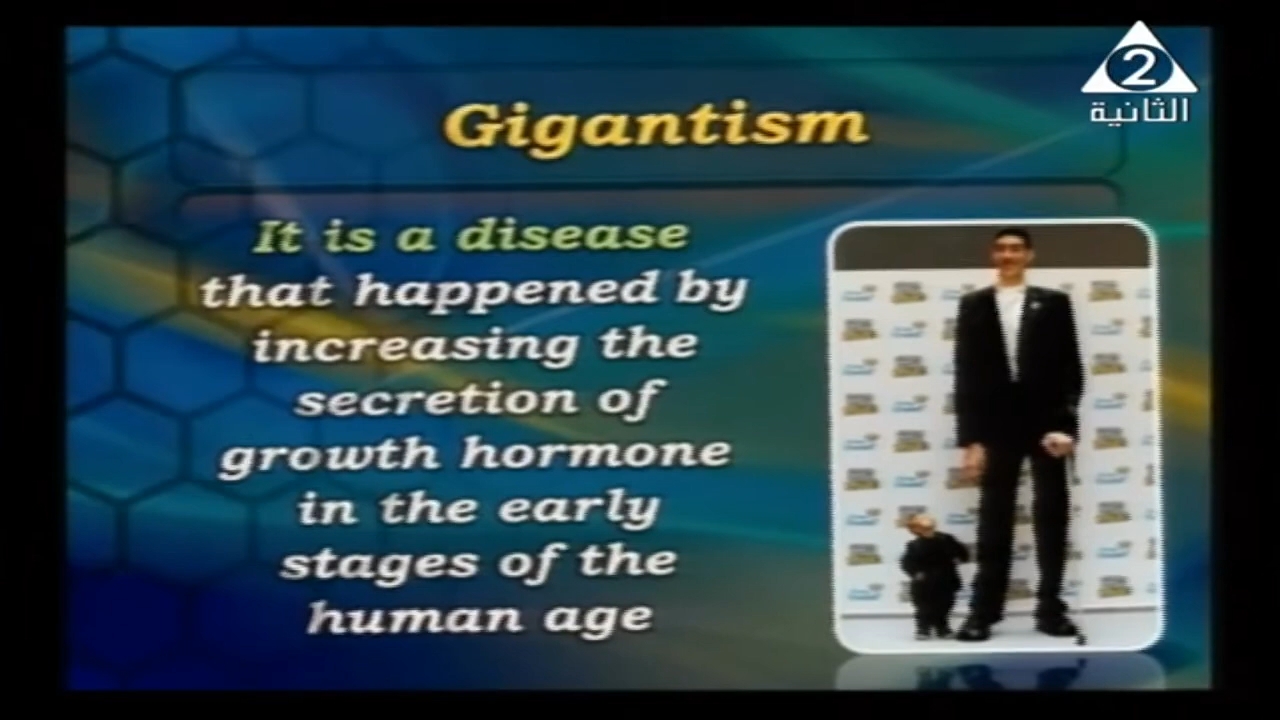 2
الثانية
Gigantism
It is a disease
that happened by
increasing the
secretion of
growth hormone
in the early
stages of the
human age